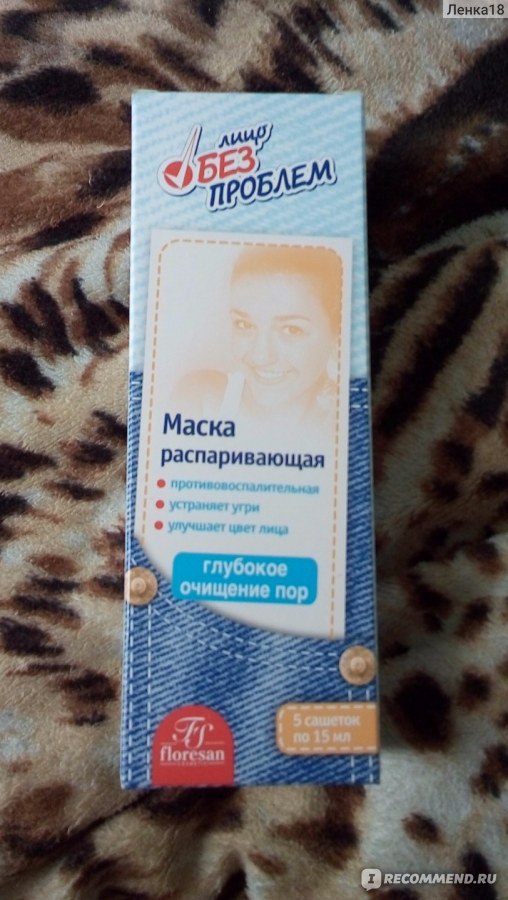 Ленка18
лицо
БЕЗ
ПРОБЛЕМ
Маска
распаривающая
противовоспалительная
устраняет угри
улучшает цвет лица
глубокое
очищение пор
5 сашеток
по 15 мл
FS
floresan
IRECOMMEND.RU